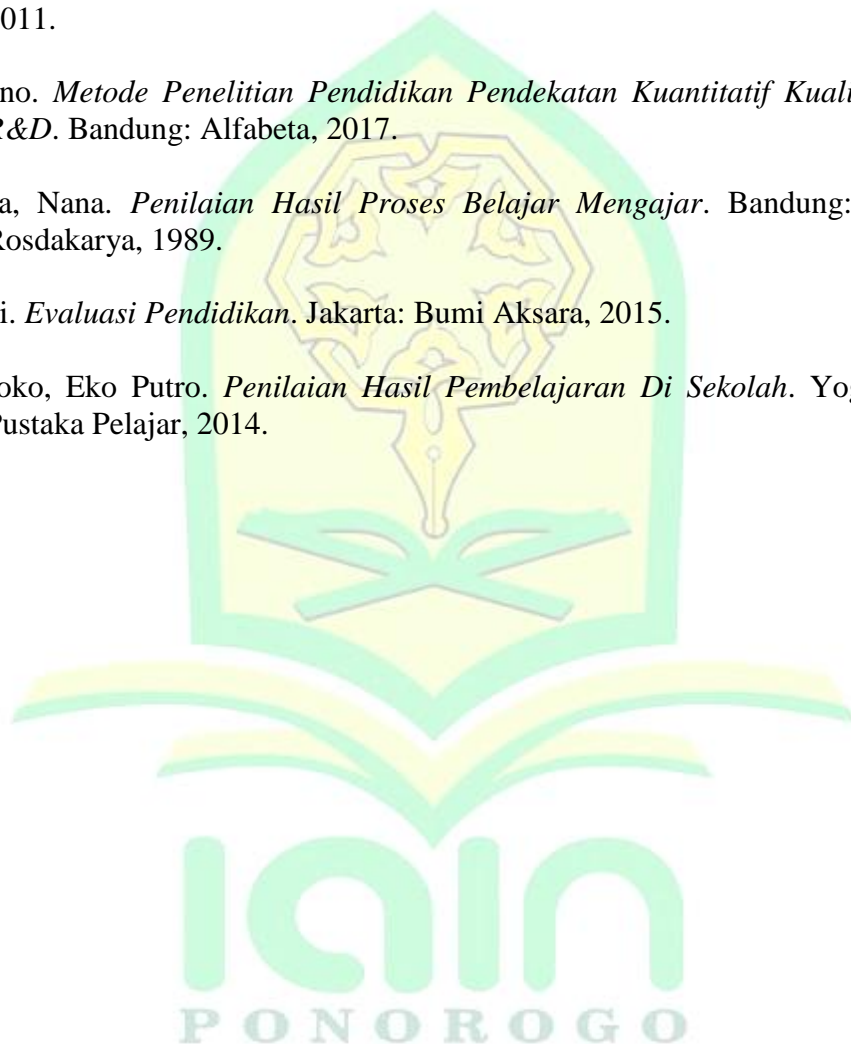 011.
no. Metode Penelitian Pendidikan Pendekatan Kuantitatif Kuali
R&D. Bandung: Alfabeta, 2017.
a, Nana. Penilaian Hasil Proses Belajar Mengajar. Bandung:
Rosdakarya, 1989.
i. Evaluasi Pendidikan. Jakarta: Bumi Aksara, 2015.
oko, Eko Putro. Penilaian Hasil Pembelajaran Di Sekolah. Yog
Pustaka Pelajar, 2014.
iain
PONOROGO